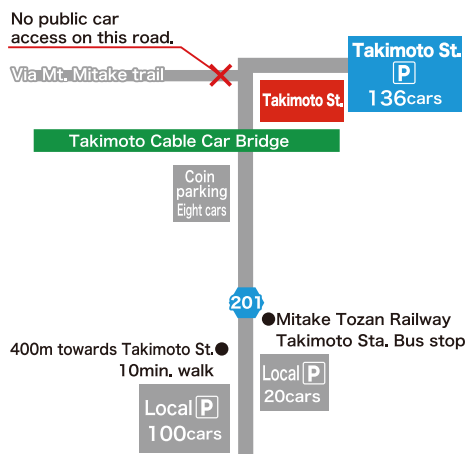 No public car
access on this road.
Via Mt. Mitake trail
Takimoto St.
P
136cars
Takimoto St.
Takimoto Cable Car Bridge
Coin
parking
Eight cars
201
●Mitake Tozan Railway
Takimoto Sta. Bus stop
400m towards Takimoto St.●
10min. walk
Local P
20cars
Local P
100cars